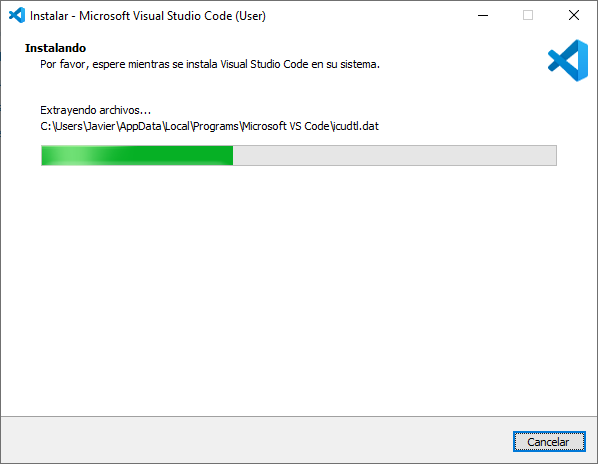 Instalar - Microsoft Visual Studio Code (User)
Instalando
Por favor, espere mientras se instala Visual Studio Code en su sistema.
Extrayendo archivos...
C:\Users\Javier\AppData\Local\Programs\Microsoft VS Code\icudtl.dat
Cancelar